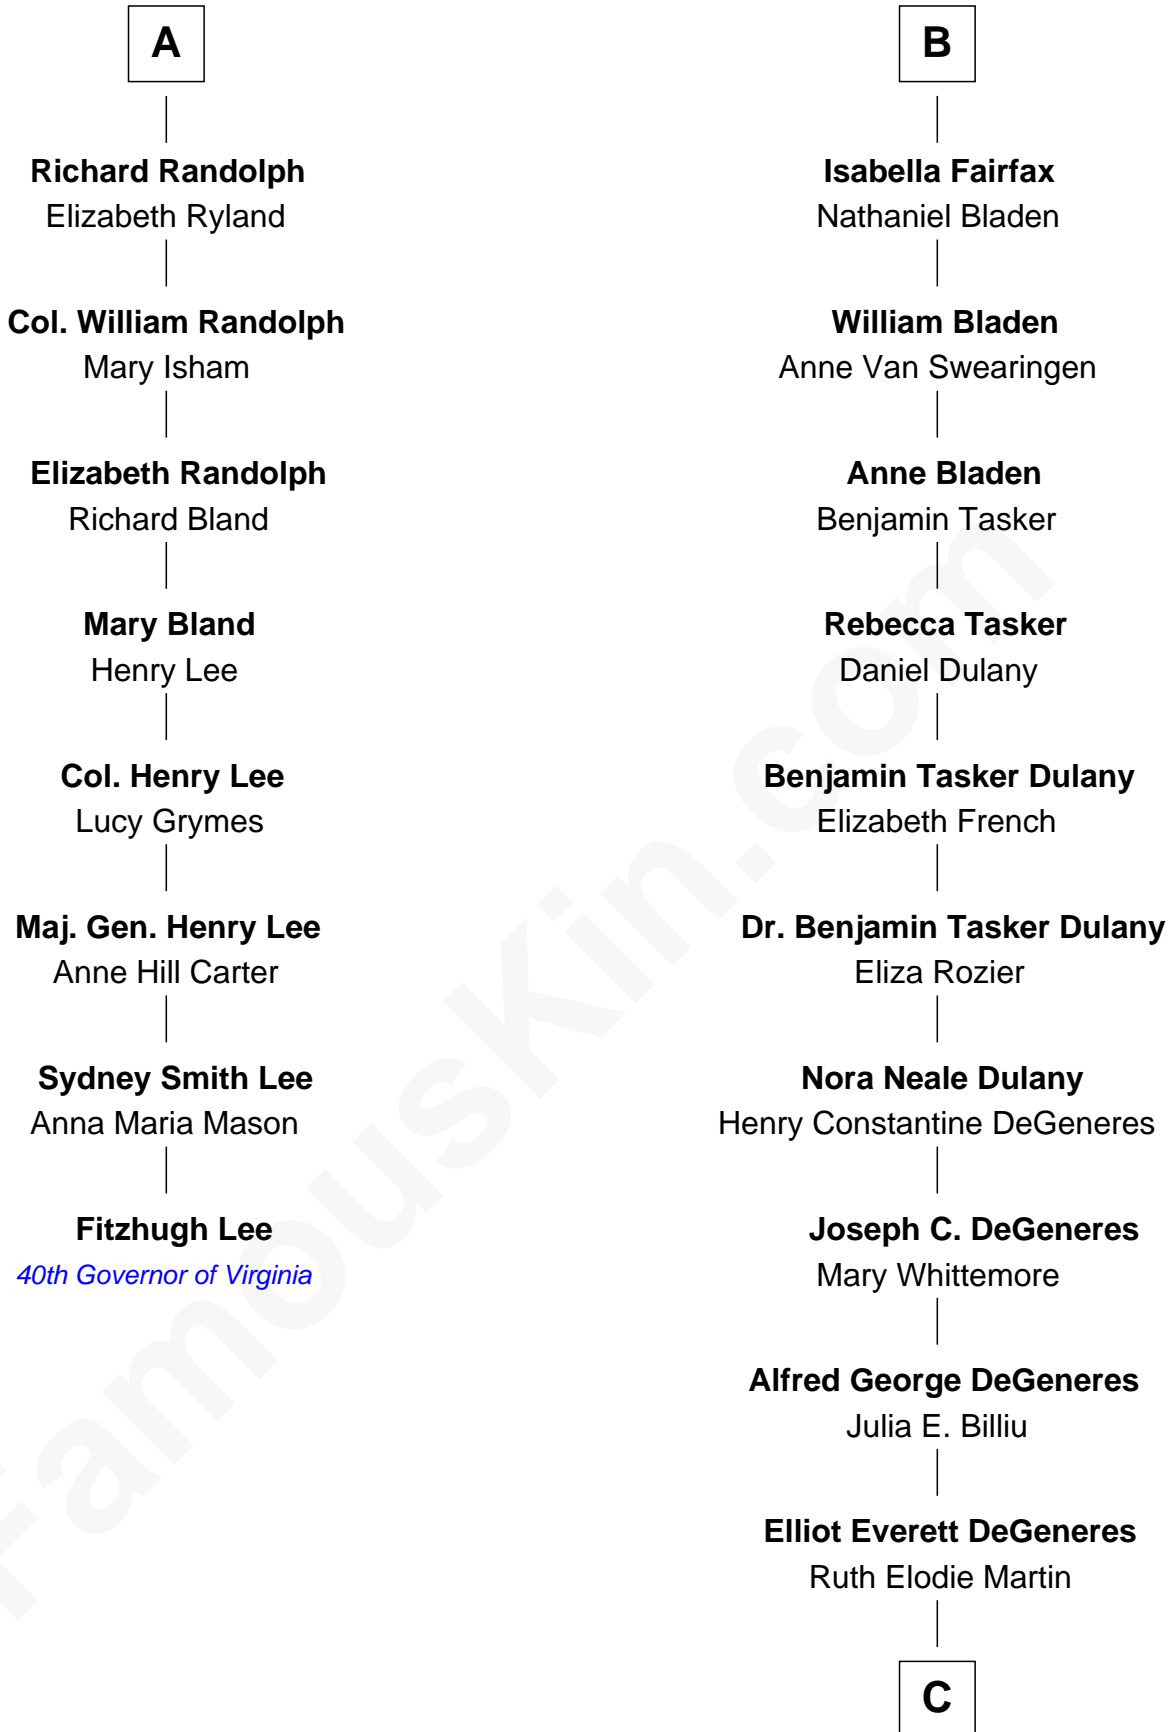 A
Richard Randolph
Elizabeth Ryland
Col. William Randolph
Mary Isham
Elizabeth Randolph
Richard Bland
Mary Bland
Henry Lee
Col. Henry Lee
Lucy Grymes
Maj. Gen. Henry Lee
Anne Hill Carter
Sydney Smith Lee
Anna Maria Mason
Fitzhugh Lee
40th Governor of Virginia
B
Isabella Fairfax
Nathaniel Bladen
William Bladen
Anne Van Swearingen
Anne Bladen
Benjamin Tasker
Rebecca Tasker
Daniel Dulany
Benjamin Tasker Dulany
Elizabeth French
Dr. Benjamin Tasker Dulany
Eliza Rozier
Nora Neale Dulany
Henry Constantine DeGeneres
Joseph C. DeGeneres
Mary Whittemore
Alfred George DeGeneres
Julia E. Billiu
Elliot Everett DeGeneres
Ruth Elodie Martin
C
FamousKin.com